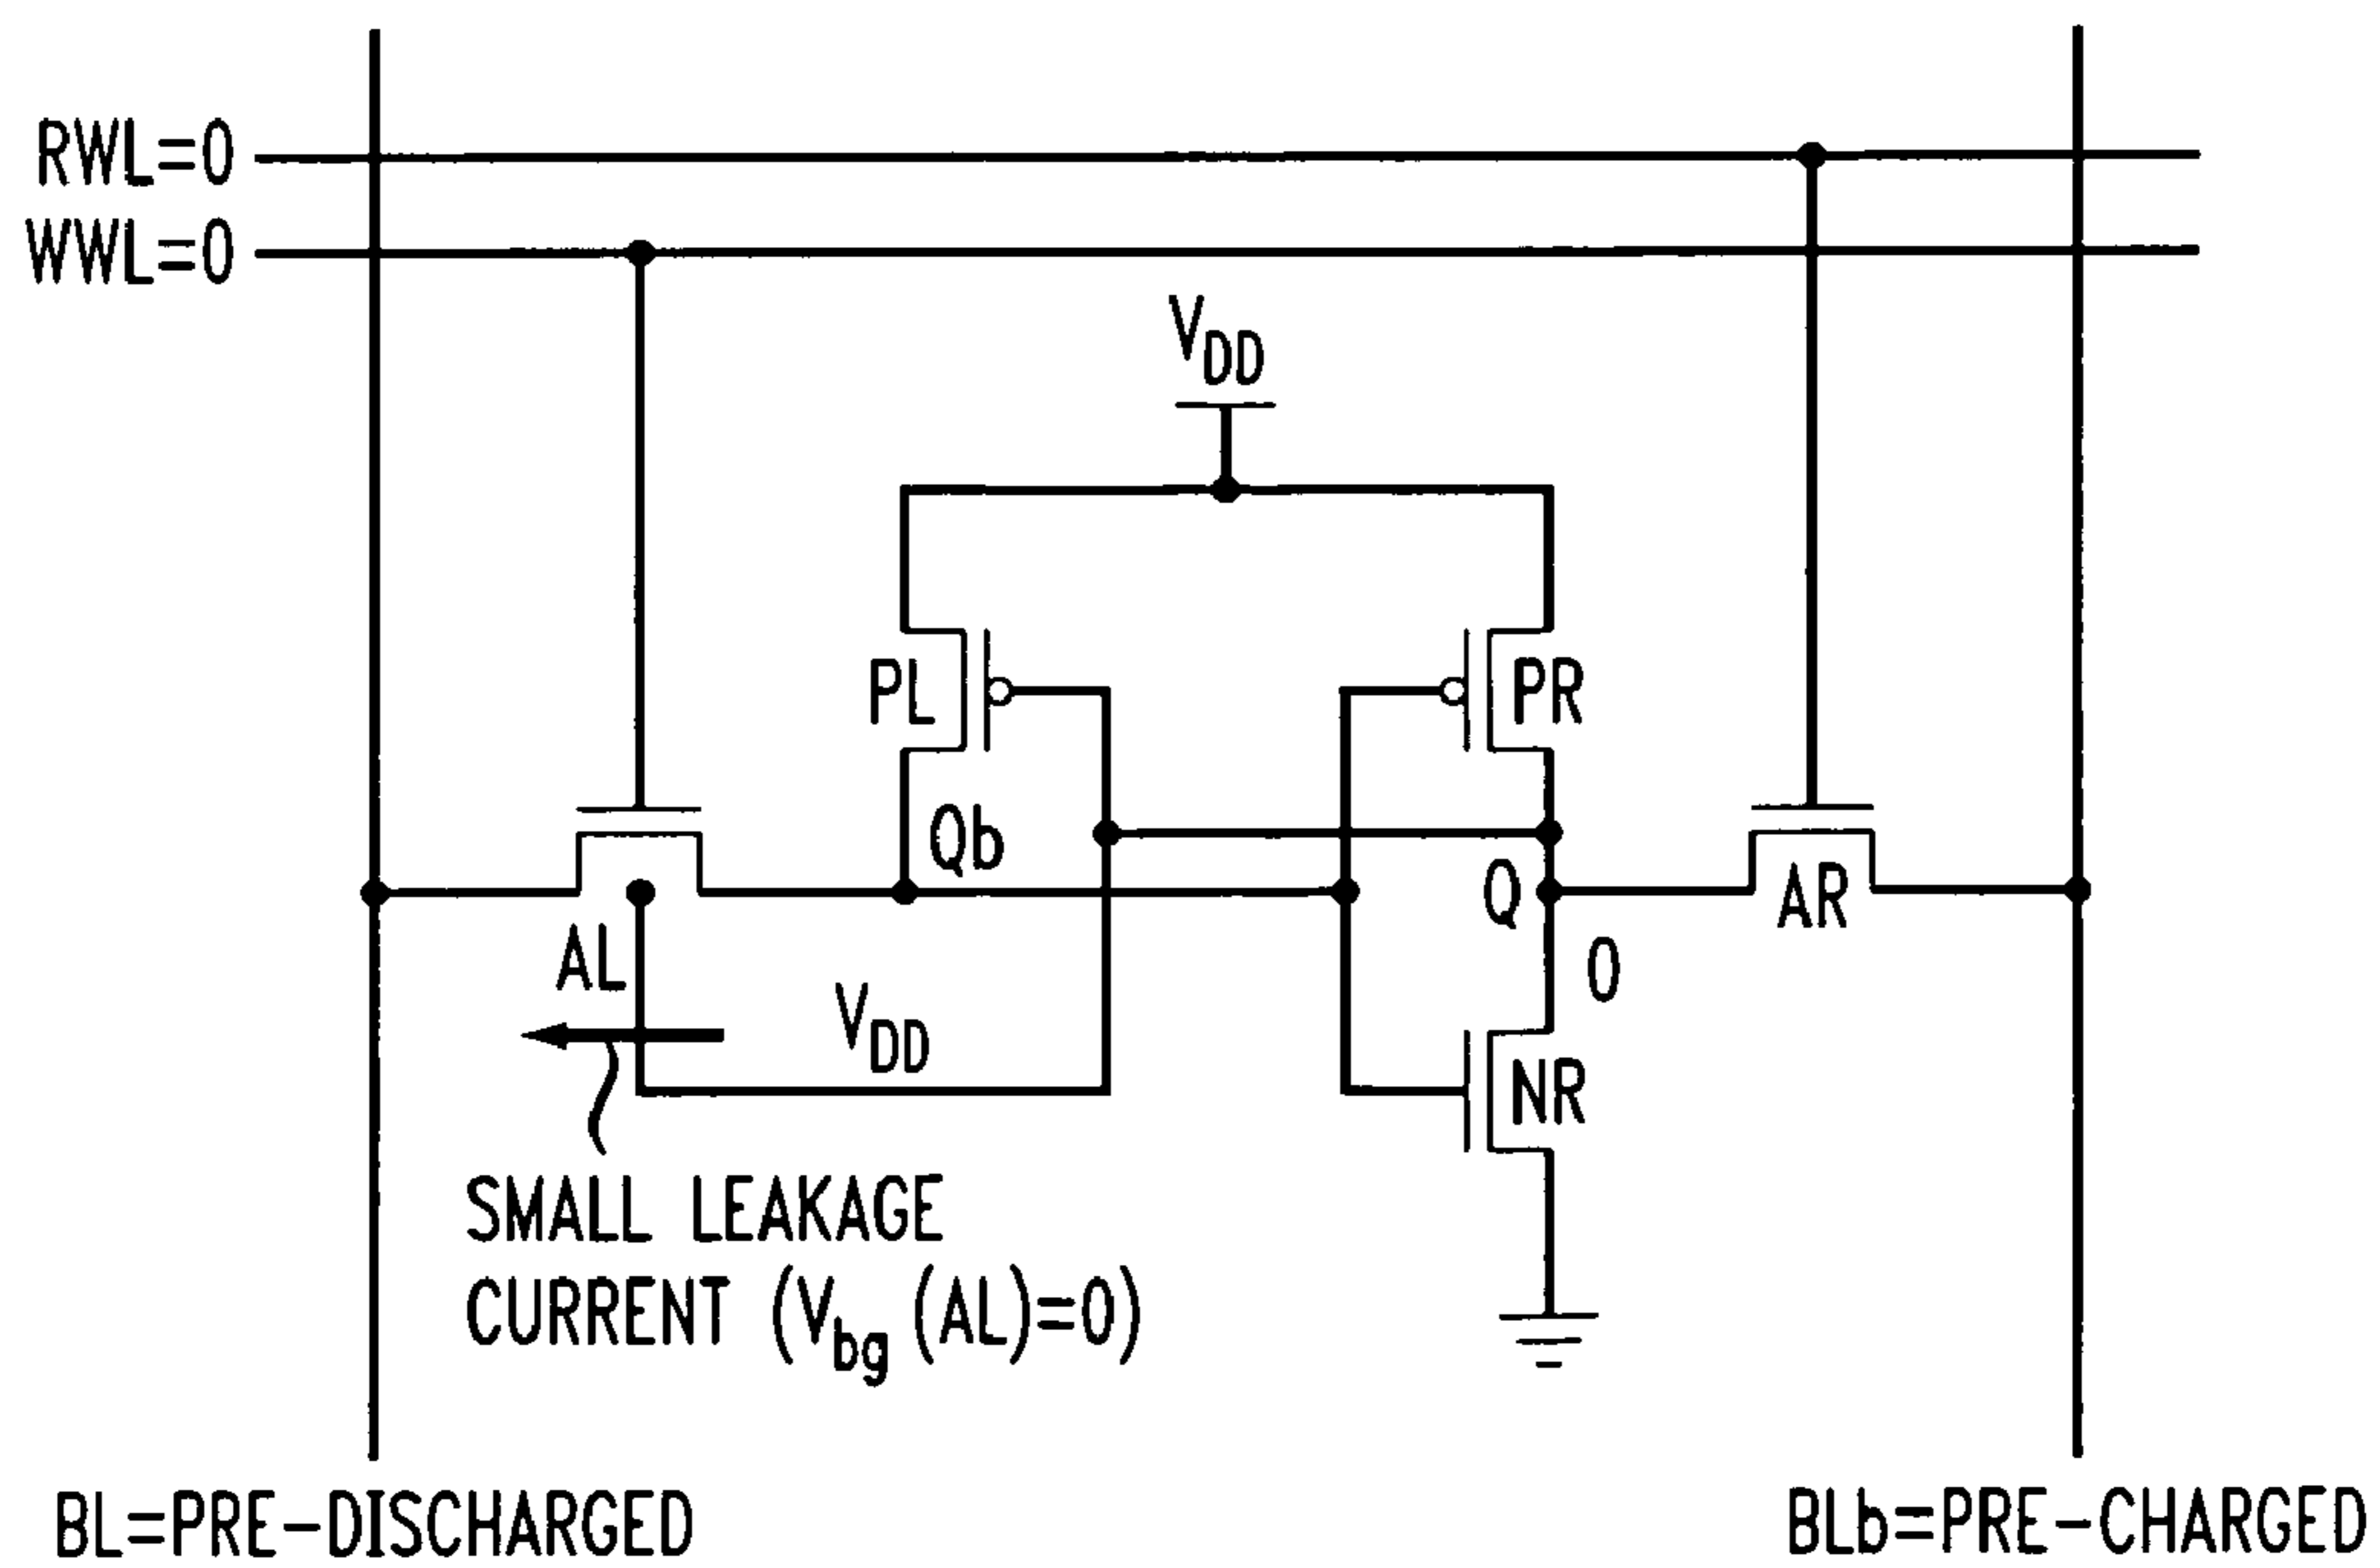 RWL=0
WWL=0
VDD
PL
PR
Qb
Q
AR
AL
0
VDD
NR
SMALL LEAKAGE
CURRENT (Vbg (AL)=0)
BL=PRE-DISCHARGED
BLb=PRE-CHARGED